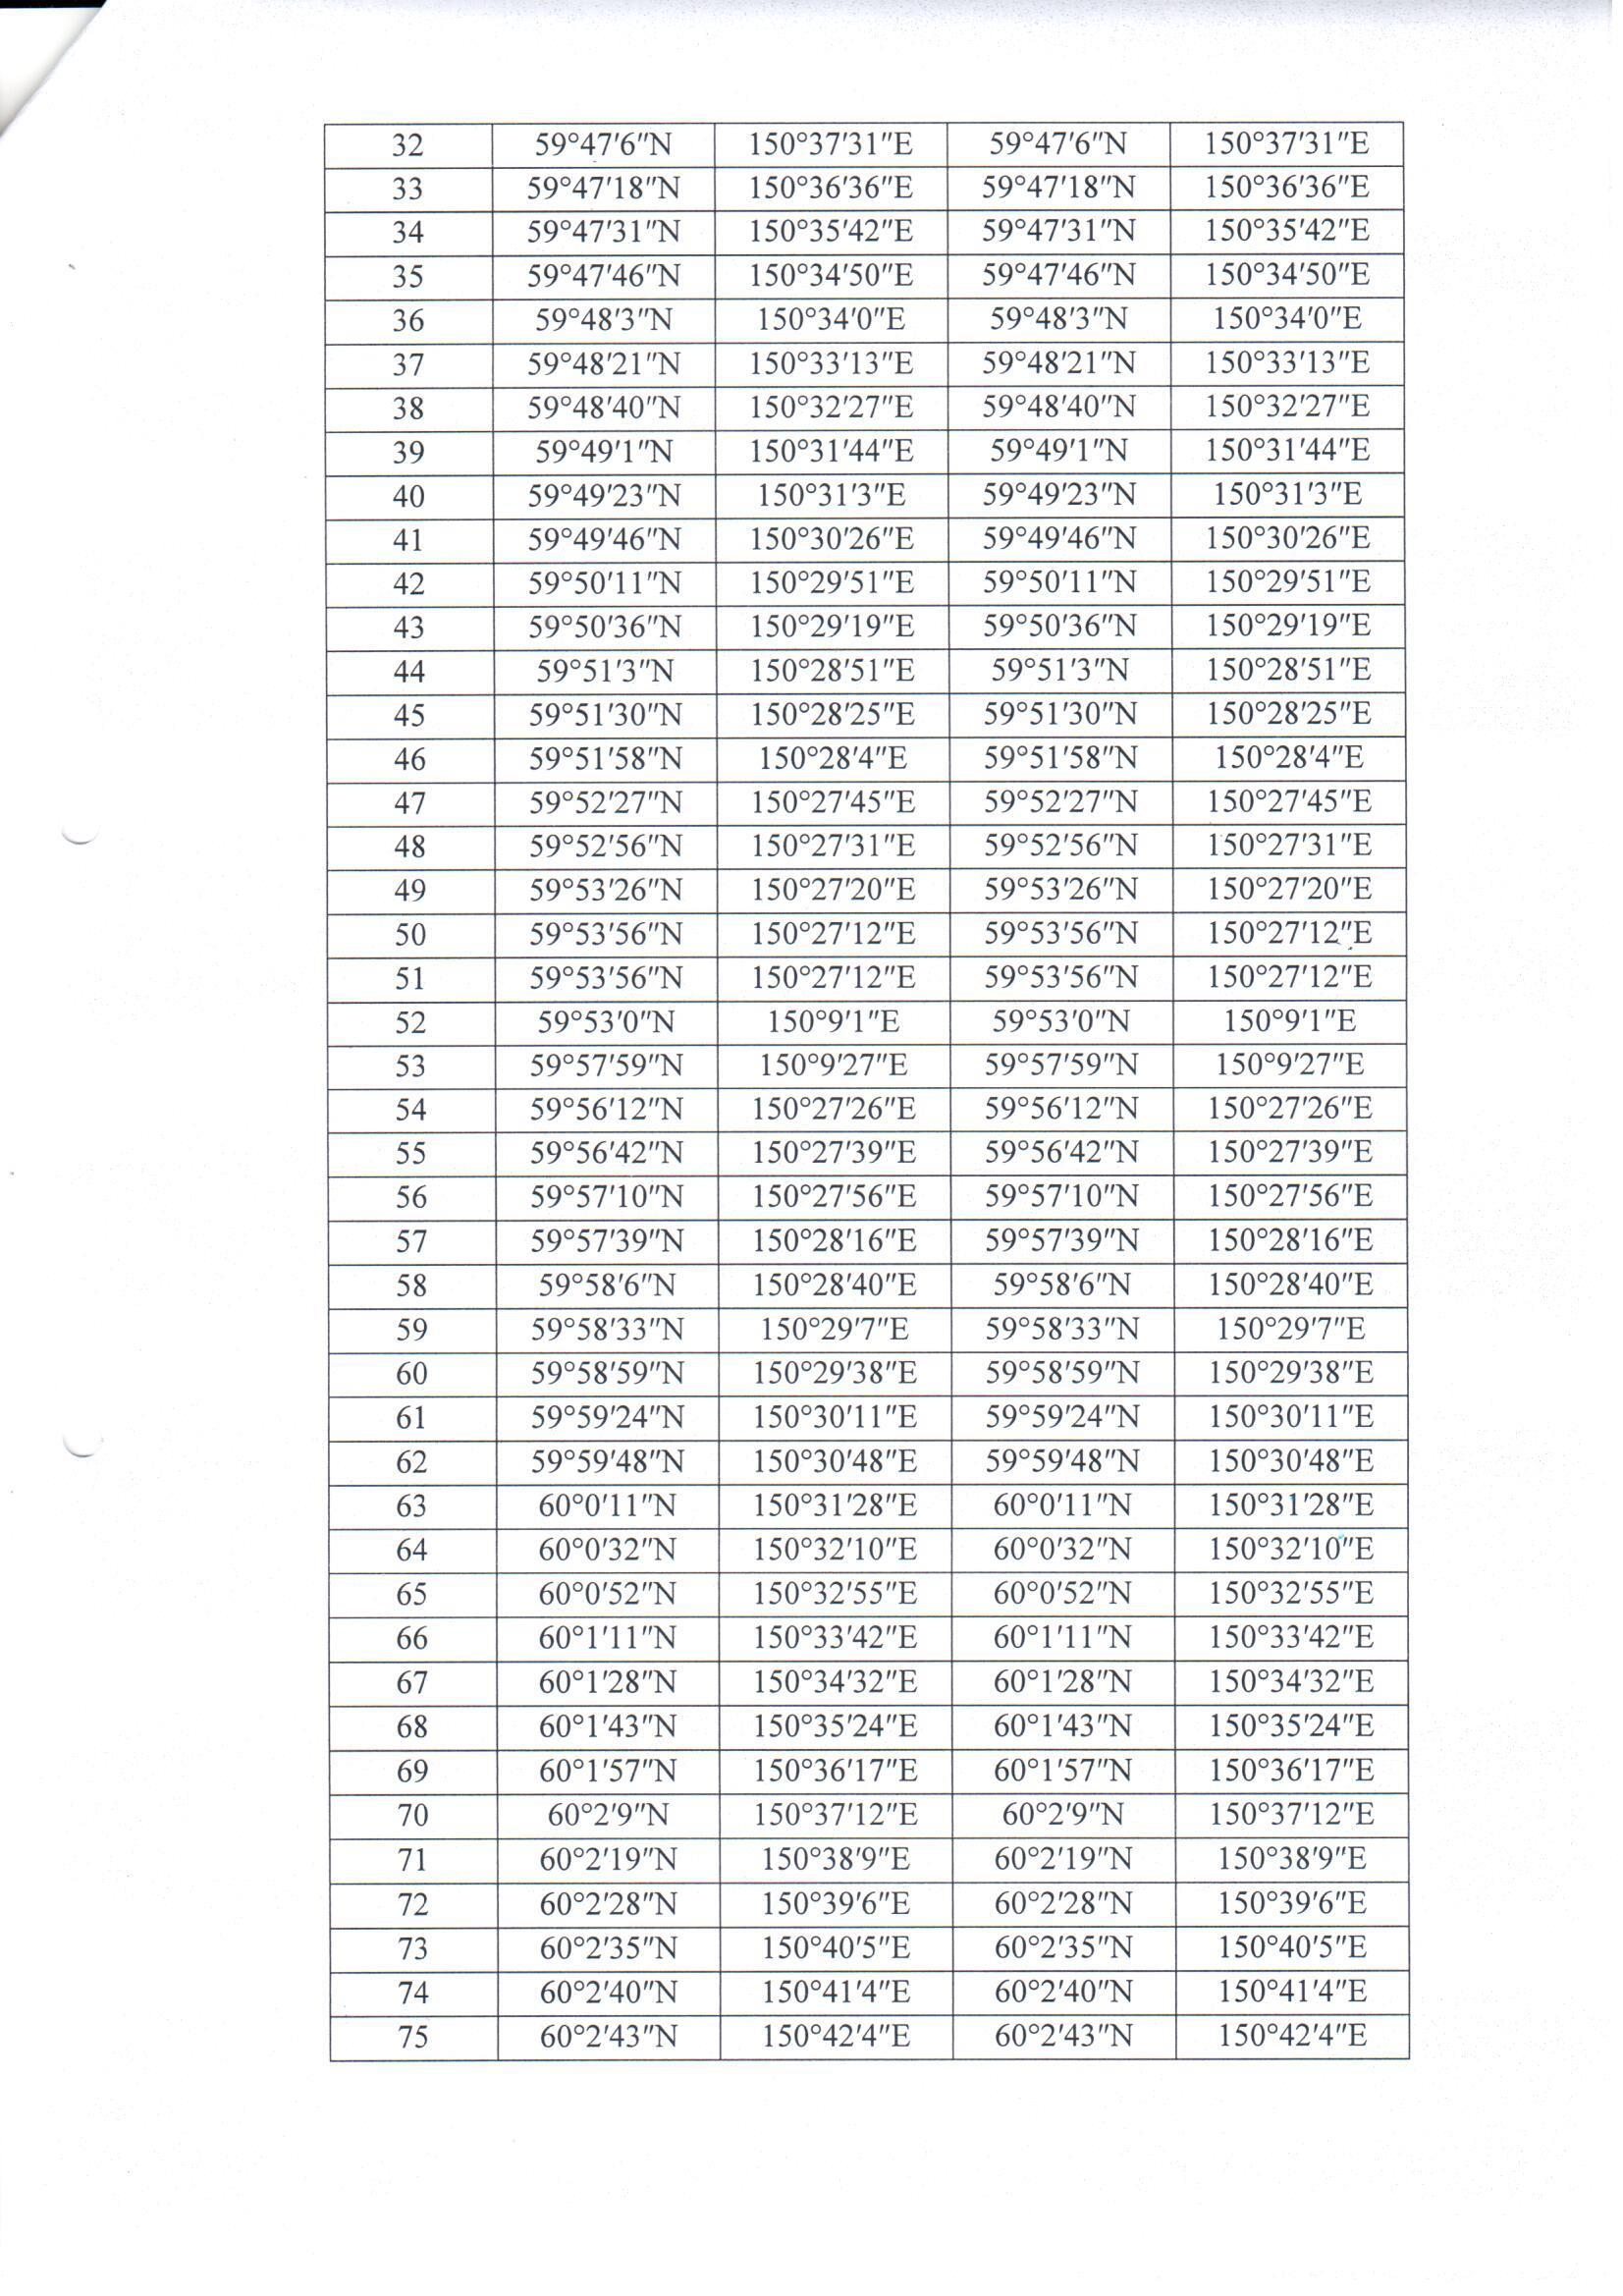 32 59°47′6″N 150°37′31″E 59°47′6″N 150°37′31″E
33 59°47′18″N 150°36′36″E 59°47′18″N 150°36′36″E
34 59°47′31″N 150°35′42″E 59°47′31″N 150°35′42″E
35 59°47′46″N 150°34′50″E 59°47′46″N 150°34′50″E
36 59°48′3″N 150°34′0″E 59°48′3″N 150°34′0″E
37 59°48′21″N 150°33′13″E 59°48′21″N 150°33′13″E
38 59°48′40″N 150°32′27″E 59°48′40″N 150°32′27″E
39 59°49′1″N 150°31′44″E 59°49′1″N 150°31′44″E
40 59°49′23″N 150°31′3″E 59°49′23″N 150°31′3″E
41 59°49′46″N 150°30′26″E 59°49′46″N 150°30′26″E
42 59°50′11″N 150°29′51″E 59°50′11″N 150°29′51″E
43 59°50′36″N 150°29′19″E 59°50′36″N 150°29′19″E
44 59°51′3″N 150°28′51″E 59°51′3″N 150°28′51″E
45 59°51′30″N 150°28′25″E 59°51′30″N 150°28′25″E
46 59°51′58″N 150°28′4″E 59°51′58″N 150°28′4″E
47 59°52′27″N 150°27′45″E 59°52′27″N 150°27′45″E
48 59°52′56″N 150°27′31″E 59°52′56″N 150°27′31″E
49 59°53′26″N 150°27′20″E 59°53′26″N 150°27′20″E
50 59°53′56″N 150°27′12″E 59°53′56″N 150°27′12″E
51 59°53′56″N 150°27′12″E 59°53′56″N 150°27′12″E
52 59°53′0″N 150°9′1″E 59°53′0″N 150°9′1″E
53 59°57′59″N 150°9′27″E 59°57′59″N 150°9′27″E
54 59°56′12″N 150°27′26″E 59°56′12″N 150°27′26″E
55 59°56′42″N 150°27′39″E 59°56′42″N 150°27′39″E
56 59°57′10″N 150°27′56″E 59°57′10″N 150°27′56″E
57 59°57′39″N 150°28′16″E 59°57′39″N 150°28′16″E
58 59°58′6″N 150°28′40″E 59°58′6″N 150°28′40″E
59 59°58′33″N 150°29′7″E 59°58′33″N 150°29′7″E
60 59°58′59″N 150°29′38″E 59°58′59″N 150°29′38″E
61 59°59′24″N 150°30′11″E 59°59′24″N 150°30′11″E
62 59°59′48″N 150°30′48″E 59°59′48″N 150°30′48″E
63 60°0′11″N 150°31′28″E 60°0′11″N 150°31′28″E
64 60°0′32″N 150°32′10″E 60°0′32″N 150°32′10″E
65 60°0′52″N 150°32′55″E 60°0′52″N 150°32′55″E
66 60°1′11″N 150°33′42″E 60°1′11″N 150°33′42″E
67 60°1′28″N 150°34′32″E 60°1′28″N 150°34′32″E
68 60°1′43″N 150°35′24″E 60°1′43″N 150°35′24″E
69 60°1′57″N 150°36′17″E 60°1′57″N 150°36′17″E
70 60°2′9″N 150°37′12″E 60°2′9″N 150°37′12″E
71 60°2′19″N 150°38′9″E 60°2′19″N 150°38′9″E
72 60°2′28″N 150°39′6″E 60°2′28″N 150°39′6″E
73 60°2′35″N 150°40′5″E 60°2′35″N 150°40′5″E
74 60°2′40″N 150°41′4″E 60°2′40″N 150°41′4″E
75 60°2′43″N 150°42′4″E 60°2′43″N 150°42′4″E